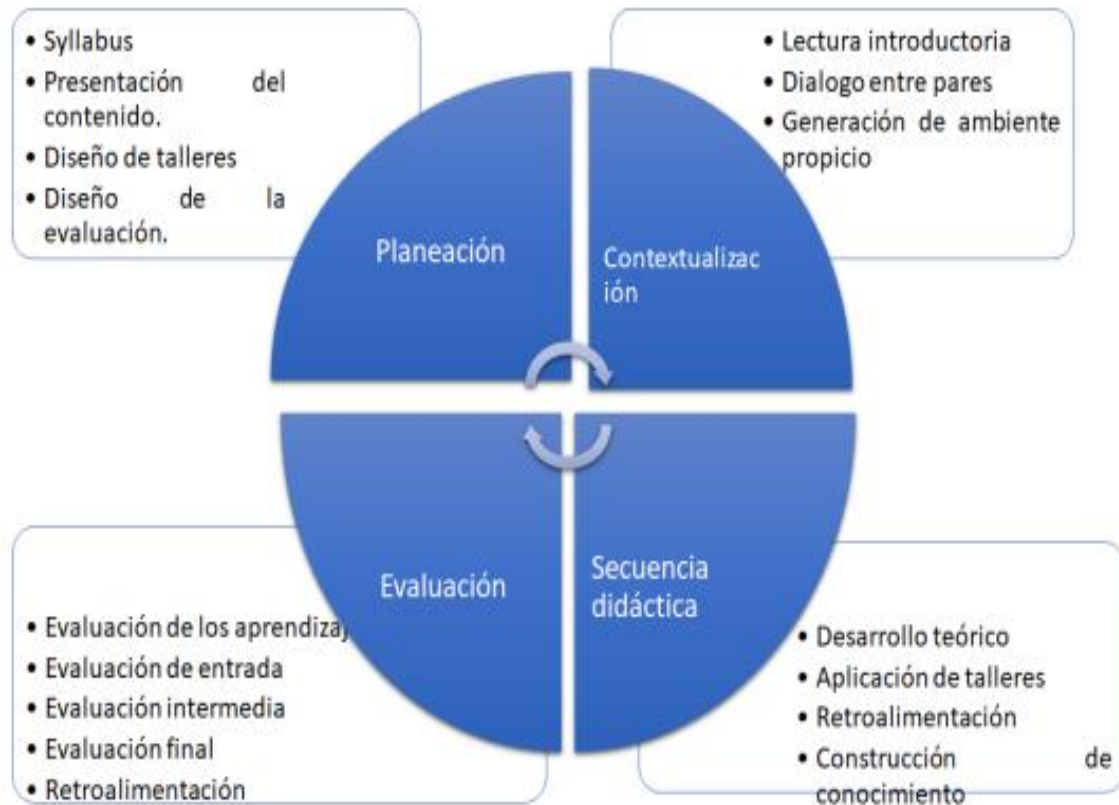 • Syllabus
• Presentación del
contenido.
• Diseño de talleres
• Diseño de la
evaluación.
• Lectura introductoria
• Dialogo entre pares
• Generación de ambiente
propicio
Planeación
Contextualizac
ión
Evaluación
Secuencia
didáctica
• Evaluación de los aprendizaj
• Evaluación de entrada
• Evaluación intermedia
• Evaluación final
• Retroalimentación
• Desarrollo teórico
• Aplicación de talleres
• Retroalimentación
• Construcción de
conocimiento